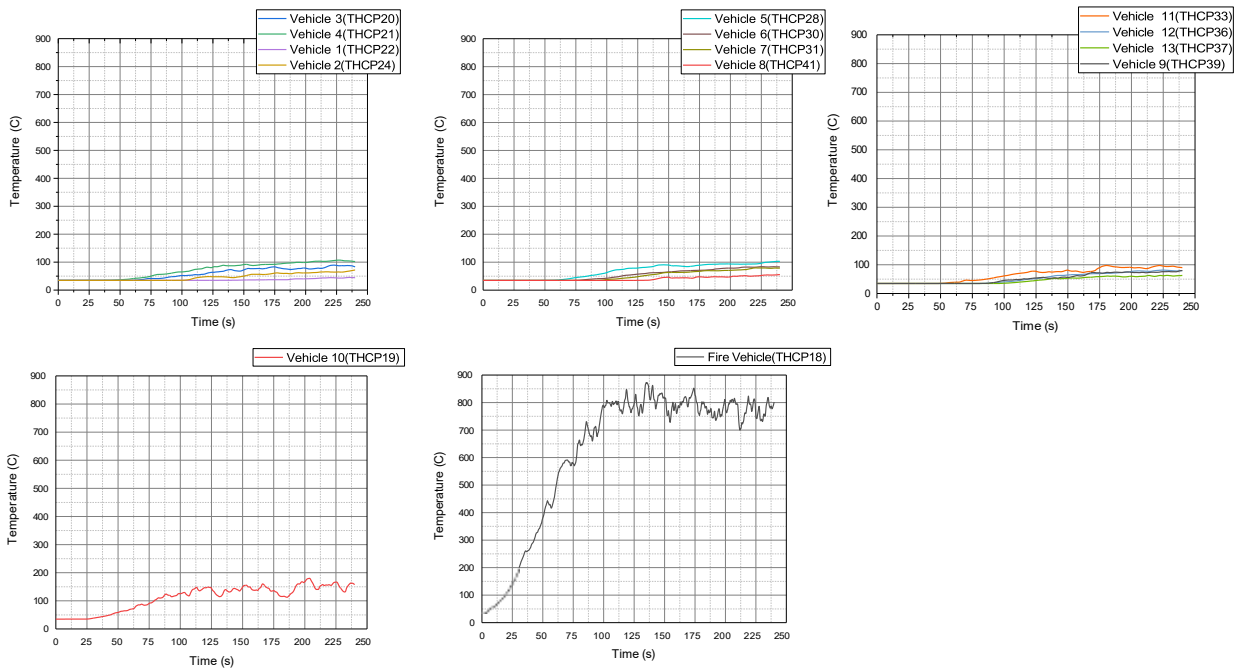 Vehicle 3(THCP20)
Vehicle 4(THCP21)
Vehicle 1(THCP22)
Vehicle 2(THCP24)
900
800
700
600
500
400
300
200
100
0
Temperature (C)
0 25 50 75 100 125 150 175 200 225 250
Time (s)
Vehicle 5(THCP28)
Vehicle 6(THCP30)
Vehicle 7(THCP31)
Vehicle 8(THCP41)
900
800
700
600
500
400
300
200
100
0
Temperature (C)
0 25 50 75 100 125 150 175 200 225 250
Time (s)
Vehicle 11(THCP33)
Vehicle 12(THCP36)
Vehicle 13(THCP37)
Vehicle 9(THCP39)
900
800
700
600
500
400
300
200
100
0
Temperature (C)
0 25 50 75 100 125 150 175 200 225 250
Time (s)
Vehicle 10(THCP19)
900
800
700
600
500
400
300
200
100
0
Temperature (C)
0 25 50 75 100 125 150 175 200 225 250
Time (s)
Fire Vehicle(THCP18)
900
800
700
600
500
400
300
200
100
0
Temperature (C)
0 25 50 75 100 125 150 175 200 225 250
Time (s)